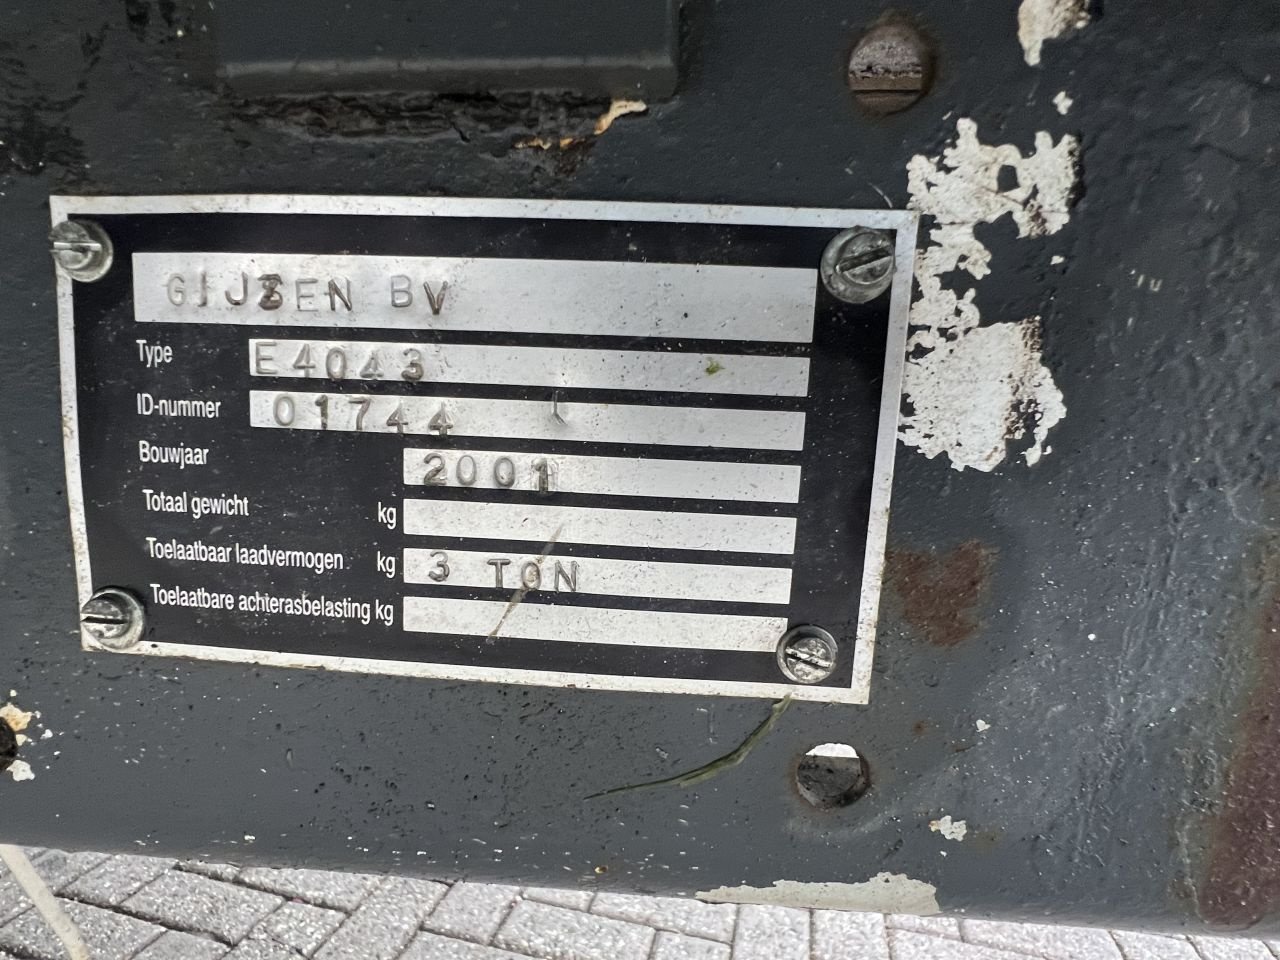 GIJZEN BV
Type E4043
ID-nummer 01744
Bouwjaar 2001
Totaal gewicht kg
Toelaatbaar laadvermogen kg 3 TON
Toelaatbare achterasbelasting kg